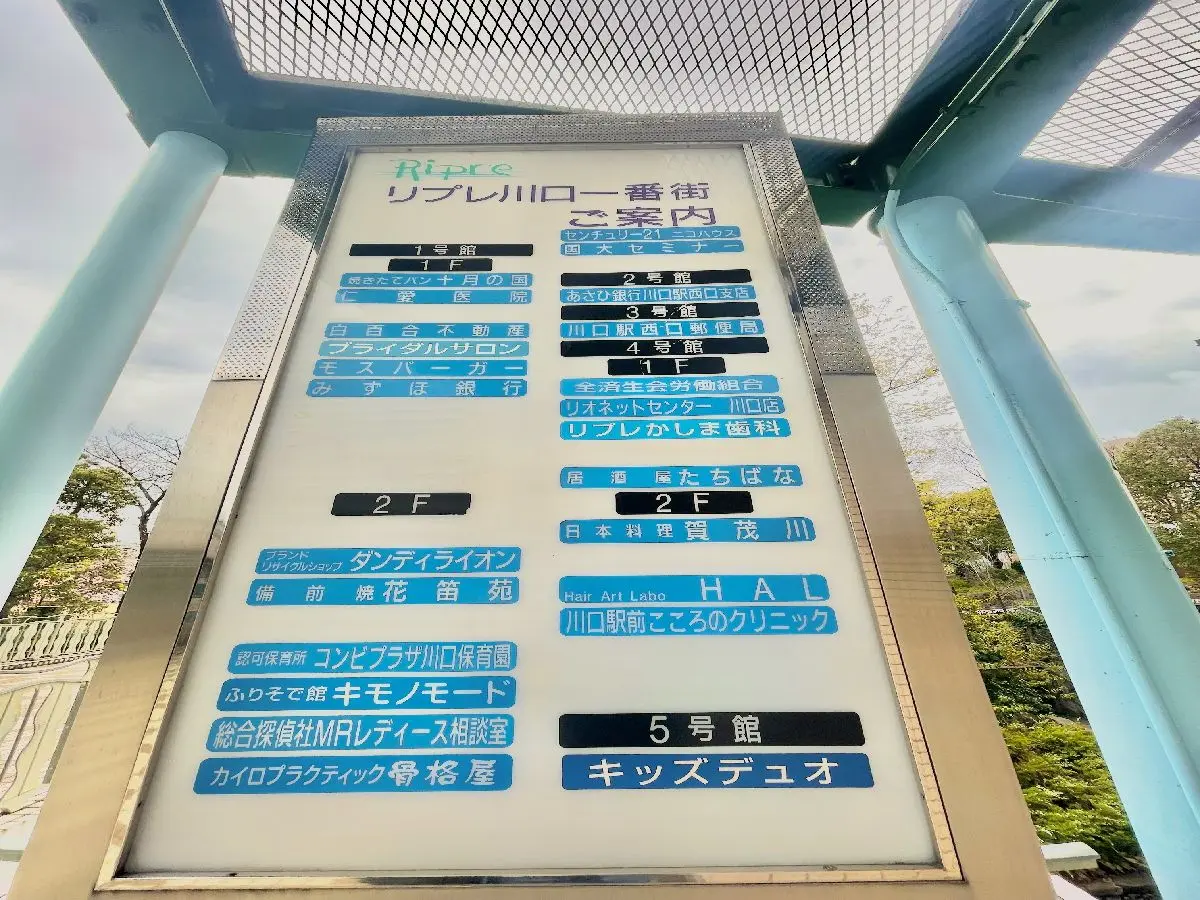 Ripre
リプレ川口一番街
ご案内
1号館
1F
焼きたてパン 十月の国
仁愛医院
白百合不動産
ブライダルサロン
モスバーガー
みずほ銀行
2F
ブランド
リサイクルショップ ダンディライオン
備前焼 花笛苑
認可保育所 コンビプラザ川口保育園
ふりそで館 キモノモード
総合探偵社MRレディース相談室
カイロプラクティック 骨格屋
センチュリー21 ニコハウス
国大セミナー
2号館
あさひ銀行川口駅西口支店
3号館
川口駅西口郵便局
4号館
1F
全済生会労働組合
リオネットセンター 川口店
リプレかしま歯科
居酒屋 たちばな
2F
日本料理 賀茂川
Hair Art Labo HAL
川口駅前こころのクリニック
5号館
キッズデュオ